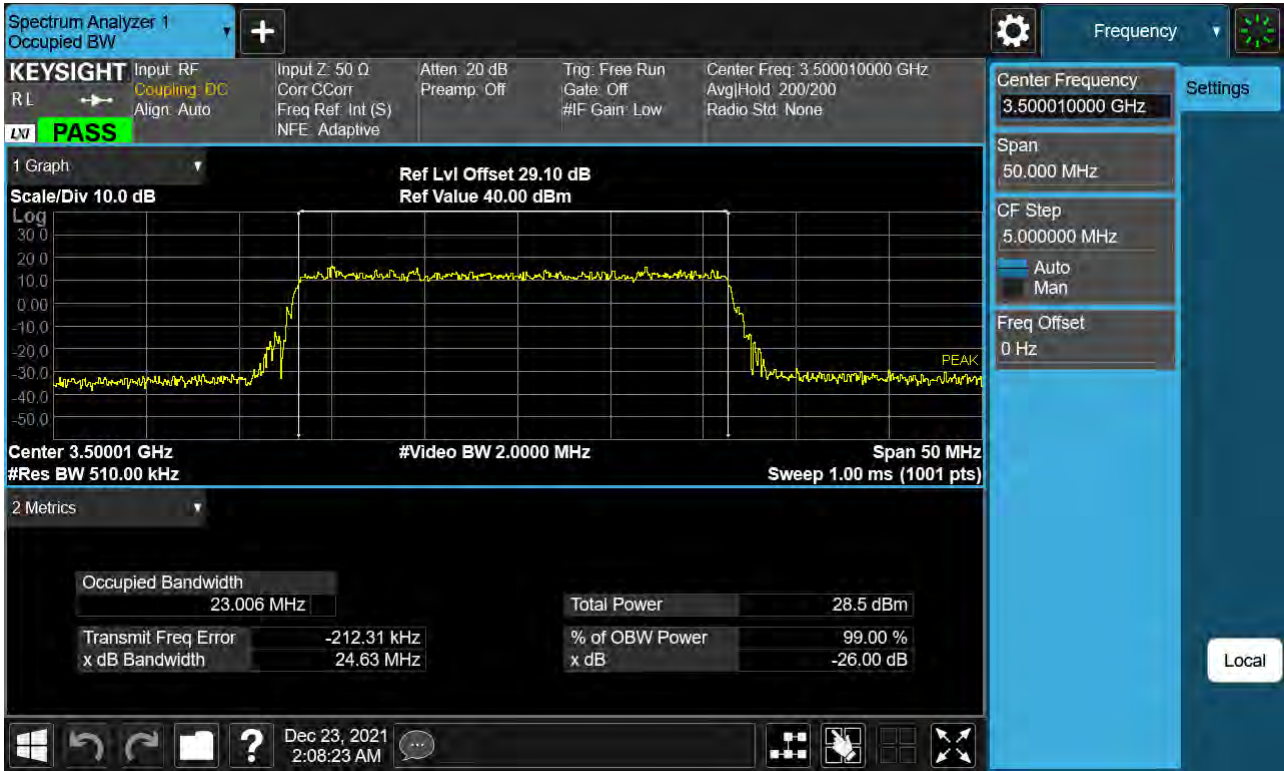 Spectrum Analyzer 1
Occupied BW
Frequency
KEYSIGHT
RL
LXI PASS
Input: RF
Coupling: DC
Align: Auto
Input Z: 50 Ω
Corr CCorr
Freq Ref: Int (S)
NFE: Adaptive
Atten: 20 dB
Preamp: Off
Trig: Free Run
Gate: Off
#IF Gain: Low
Center Freq: 3.500010000 GHz
Avg|Hold: 200/200
Radio Std: None
Center Frequency
3.500010000 GHz
Settings
Span
50.000 MHz
CF Step
5.000000 MHz
Auto
Man
Freq Offset
0 Hz
Local
1 Graph
Scale/Div 10.0 dB
Ref Lvl Offset 29.10 dB
Ref Value 40.00 dBm
Log
30.0
20.0
10.0
0.00
-10.0
-20.0
-30.0
-40.0
-50.0
PEAK
Center 3.50001 GHz
#Video BW 2.0000 MHz
Span 50 MHz
#Res BW 510.00 kHz
Sweep 1.00 ms (1001 pts)
2 Metrics
Occupied Bandwidth
23.006 MHz
Total Power 28.5 dBm
Transmit Freq Error -212.31 kHz
% of OBW Power 99.00 %
x dB Bandwidth 24.63 MHz
x dB -26.00 dB
?
Dec 23, 2021
2:08:23 AM